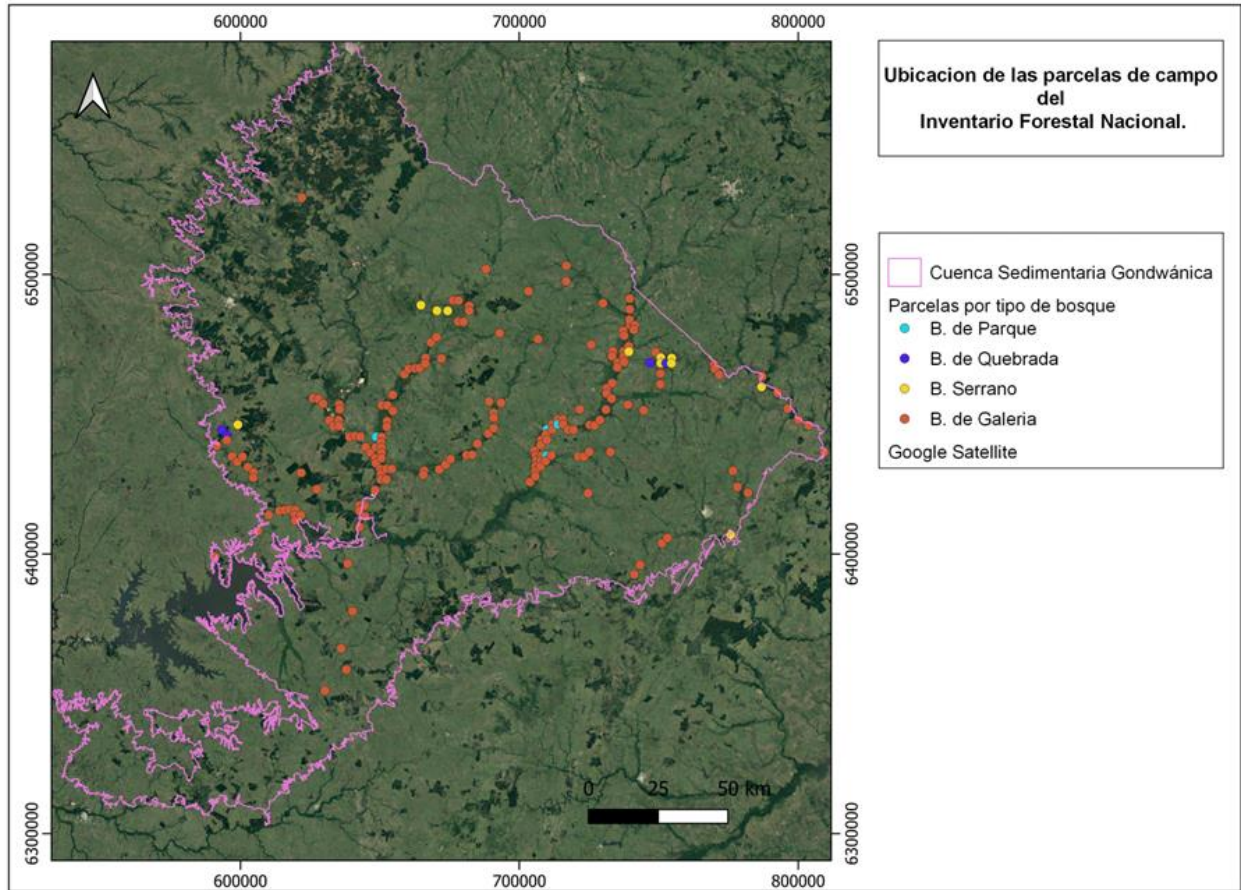 600000 700000 800000
Ubicacion de las parcelas de campo
del
Inventario Forestal Nacional.
6500000 6500000
Cuenca Sedimentaria Gondwánica
Parcelas por tipo de bosque
B. de Parque
B. de Quebrada
B. Serrano
B. de Galeria
Google Satellite
6400000 6400000
0 25 50 km
6300000 6300000
600000 700000 800000